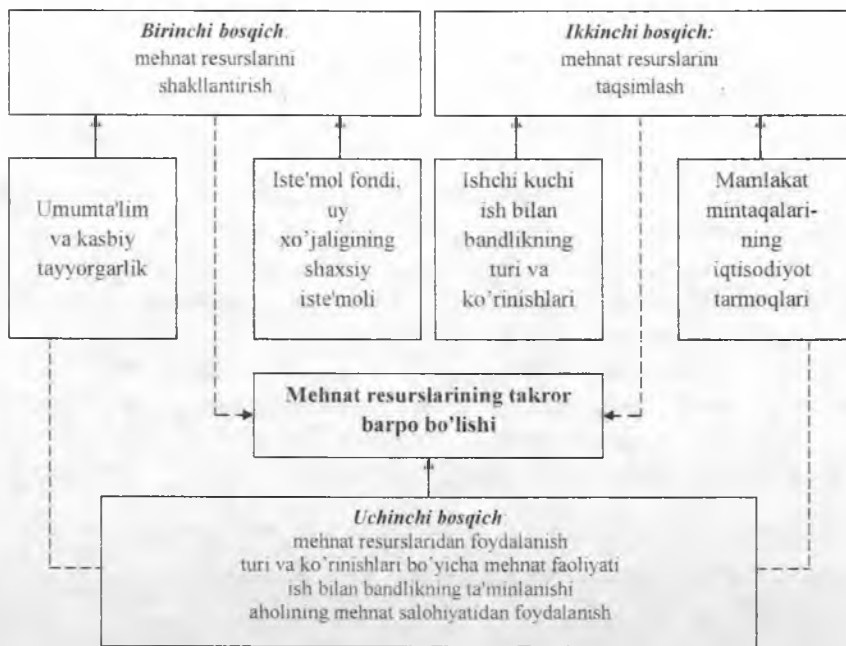 Birinchi bosqich
mehnat resurslarini
shakllantirish
Ikkinchi bosqich:
mehnat resurslarini
taqsimlash
Umumta'lim
va kasbiy
tayyorgarlik
Iste'mol fondi,
uy
xo'jaligining
shaxsiy
iste'moli
Ishchi kuchi
ish bilan
bandlikning
turi va
ko'rinishlari
Mamlakat
mintaqalari-
ning
iqtisodiyot
tarmoqlari
Mehnat resurslarining takror
barpo bo'lishi
Uchinchi bosqich
mehnat resurslaridan foydalanish
turi va ko'rinishlari bo'yicha mehnat faoliyati
ish bilan bandlikning ta'minlanishi
aholining mehnat salohiyatidan foydalanish